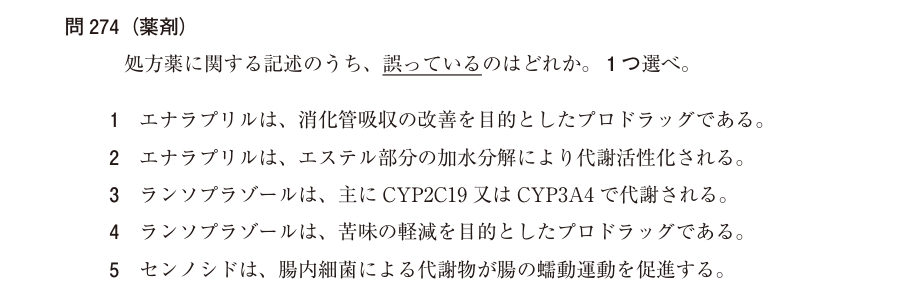 問 274（薬剤）
処方薬に関する記述のうち、誤っているのはどれか。1つ選べ。
1 エナラプリルは、消化管吸収の改善を目的としたプロドラッグである。
2 エナラプリルは、エステル部分の加水分解により代謝活性化される。
3 ランソプラゾールは、主に CYP2C19 又は CYP3A4 で代謝される。
4 ランソプラゾールは、苦味の軽減を目的としたプロドラッグである。
5 センノシドは、腸内細菌による代謝物が腸の蠕動運動を促進する。